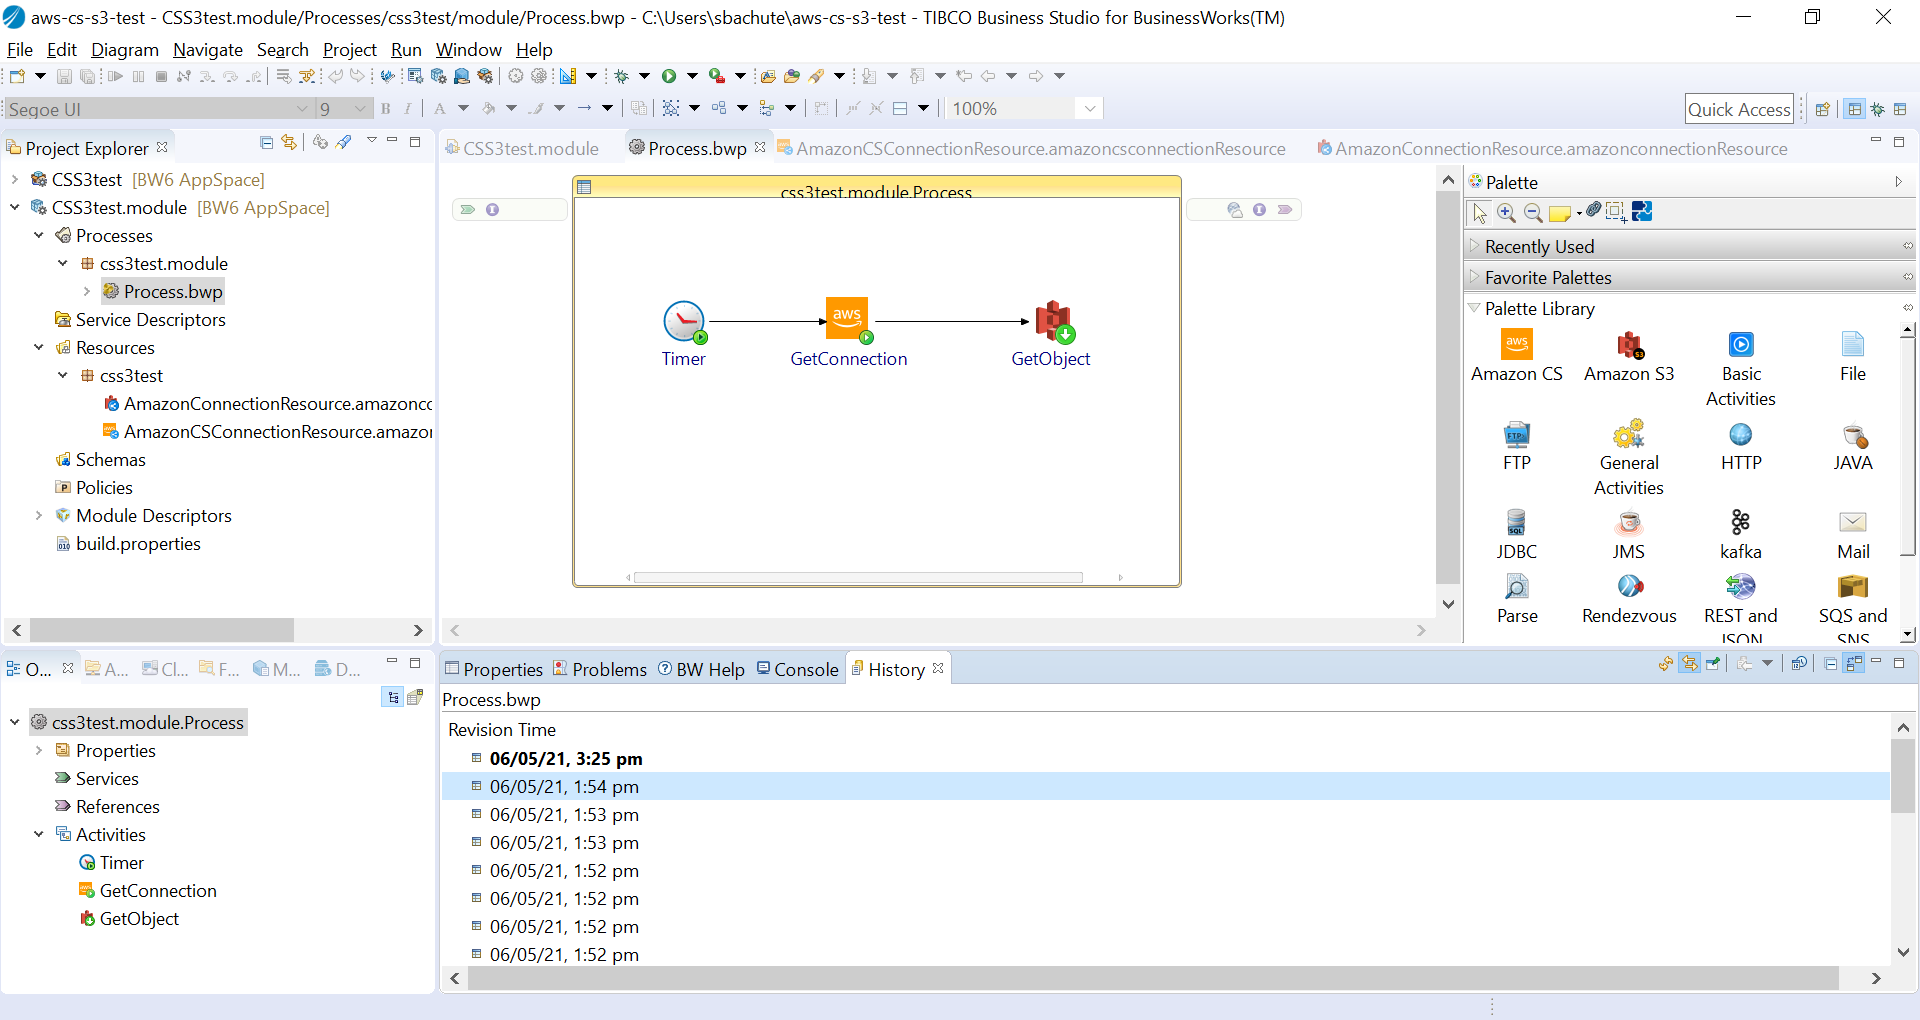 aws-cs-s3-test - CSS3test.module/Processes/css3test/module/Process.bwp - C:\Users\sbachute\aws-cs-s3-test - TIBCO Business Studio for BusinessWorks(TM)
File Edit Diagram Navigate Search Project Run Window Help
Segoe UI 9 B I A 100% Quick Access
Project Explorer
CSS3test [BW6 AppSpace]
CSS3test.module [BW6 AppSpace]
Processes
css3test.module
Process.bwp
Service Descriptors
Resources
css3test
AmazonConnectionResource.amazonc
AmazonCSConnectionResource.amazo
Schemas
Policies
Module Descriptors
build.properties
CSS3test.module Process.bwp AmazonCSConnectionResource.amazoncsconnectionResource AmazonConnectionResource.amazonconnectionResource
css3test.module.Process
aws
Timer GetConnection GetObject
Palette
Recently Used
Favorite Palettes
Palette Library
aws
Amazon CS Amazon S3 Basic Activities File
FTP General Activities HTTP JAVA
JDBC JMS kafka Mail
Parse Rendezvous REST and JSON SQS and SNS
O... A... Cl... F... M... D...
css3test.module.Process
Properties
Services
References
Activities
Timer
GetConnection
GetObject
Properties Problems BW Help Console History
Process.bwp
Revision Time
06/05/21, 3:25 pm
06/05/21, 1:54 pm
06/05/21, 1:53 pm
06/05/21, 1:53 pm
06/05/21, 1:52 pm
06/05/21, 1:52 pm
06/05/21, 1:52 pm
06/05/21, 1:52 pm